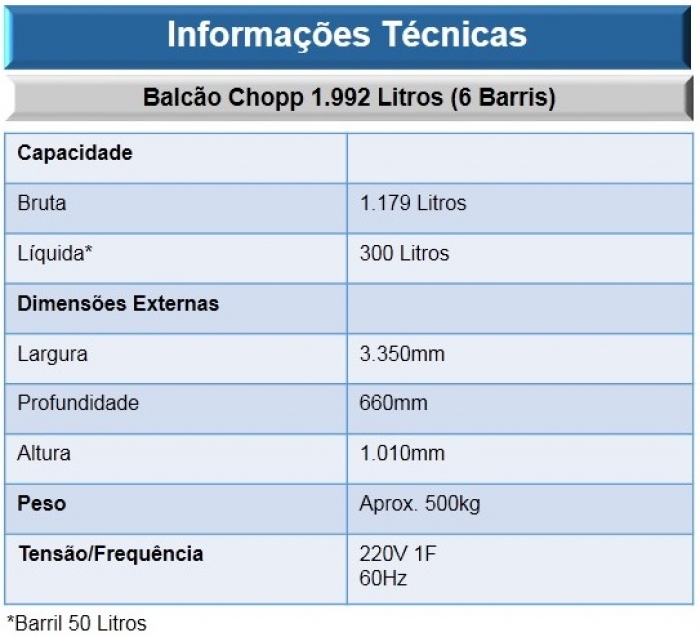 Informações Técnicas
Balcão Chopp 1.992 Litros (6 Barris)
Capacidade
Bruta 1.179 Litros
Líquida* 300 Litros
Dimensões Externas
Largura 3.350mm
Profundidade 660mm
Altura 1.010mm
Peso Aprox. 500kg
Tensão/Frequência 220V 1F
60Hz
*Barril 50 Litros